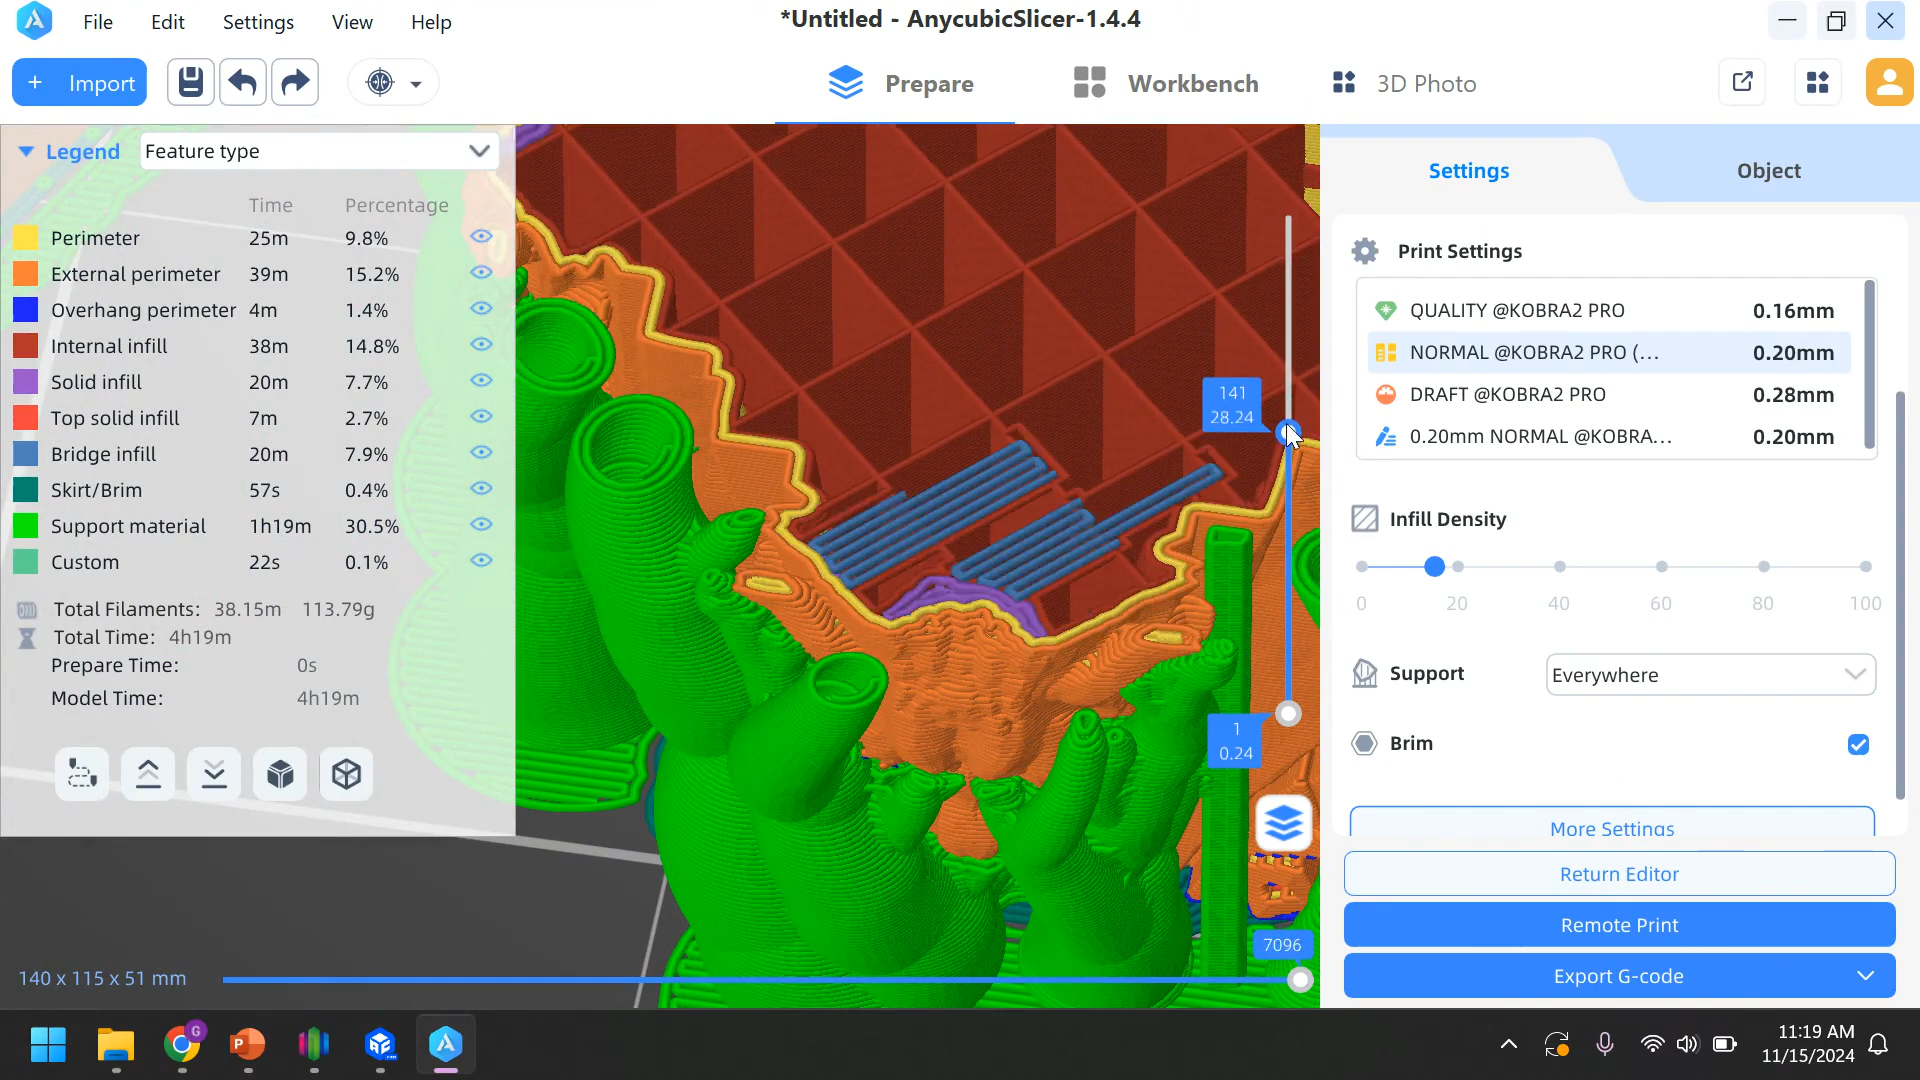 *Untitled - AnycubicSlicer-1.4.4
File Edit Settings View Help
+ Import
Prepare Workbench 3D Photo
Legend Feature type
Time Percentage
Perimeter 25m 9.8%
External perimeter 39m 15.2%
Overhang perimeter 4m 1.4%
Internal infill 38m 14.8%
Solid infill 20m 7.7%
Top solid infill 7m 2.7%
Bridge infill 20m 7.9%
Skirt/Brim 57s 0.4%
Support material 1h19m 30.5%
Custom 22s 0.1%
Total Filaments: 38.15m 113.79g
Total Time: 4h19m
Prepare Time: 0s
Model Time: 4h19m
140 x 115 x 51 mm
141
28.24
1
0.24
7096
Settings Object
Print Settings
QUALITY @KOBRA2 PRO 0.16mm
NORMAL @KOBRA2 PRO (... 0.20mm
DRAFT @KOBRA2 PRO 0.28mm
0.20mm NORMAL @KOBRA... 0.20mm
Infill Density
0 20 40 60 80 100
Support Everywhere
Brim
More Settings
Return Editor
Remote Print
Export G-code
G
P
11:19 AM
11/15/2024